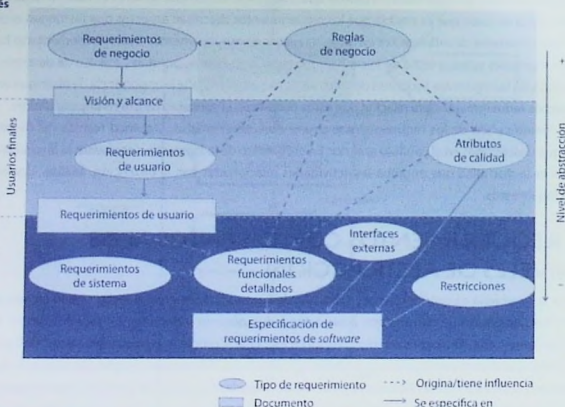 és
Requerimientos
de negocio
Reglas
de negocio
+
Visión y alcance
Usuarios finales
Requerimientos
de usuario
Atributos
de calidad
Nivel de abstracción
Requerimientos de usuario
Interfaces
externas
Requerimientos
de sistema
Requerimientos
funcionales
detallados
Restricciones
-
Especificación de
requerimientos de software
Tipo de requerimiento
Origina/tiene influencia
Documento
Se especifica en